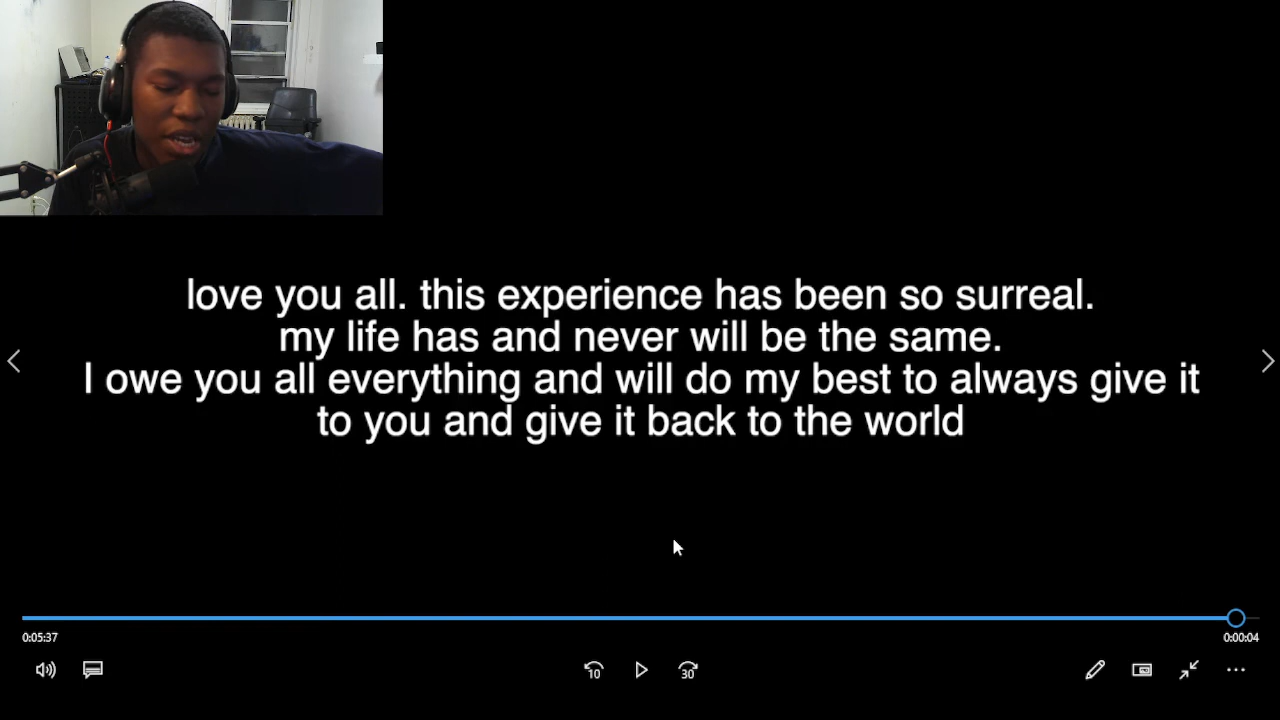 love you all. this experience has been so surreal.
my life has and never will be the same.
I owe you all everything and will do my best to always give it
to you and give it back to the world
0:05:37
0:00:04
10
30